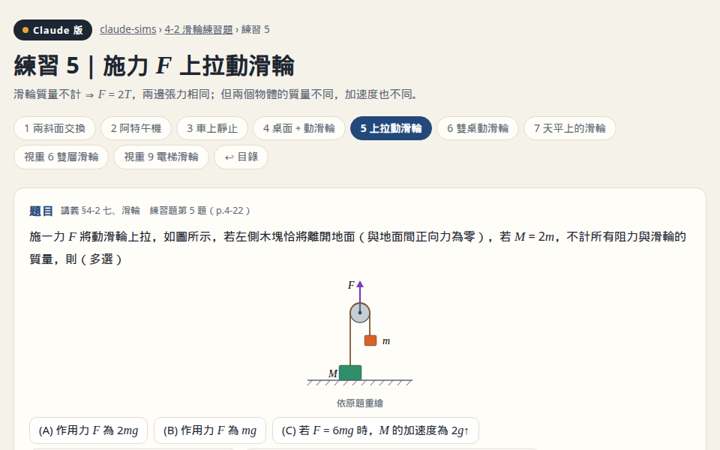 Claude 版 claude-sims › 4-2 滑輪練習題 › 練習 5
練習 5｜施力 F 上拉動滑輪
滑輪質量不計 ⇒ F = 2T，兩邊張力相同；但兩個物體的質量不同，加速度也不同。
1 兩斜面交換 2 阿特午機 3 車上靜止 4 桌面 + 動滑輪 5 上拉動滑輪 6 雙桌動滑輪 7 天平上的滑輪
視重 6 雙層滑輪 視重 9 電梯滑輪 ↩ 目錄
題目 講義 §4-2 七、滑輪 練習題第 5 題（p.4-22）
施一力 F 將動滑輪上拉，如圖所示，若左側木塊恰將離開地面（與地面間正向力為零），若 M = 2m，不計所有阻力與滑輪的
質量，則（多選）
F
m
M
依原題重繪
(A) 作用力 F 為 2mg (B) 作用力 F 為 mg (C) 若 F = 6mg 時，M 的加速度為 2g↑